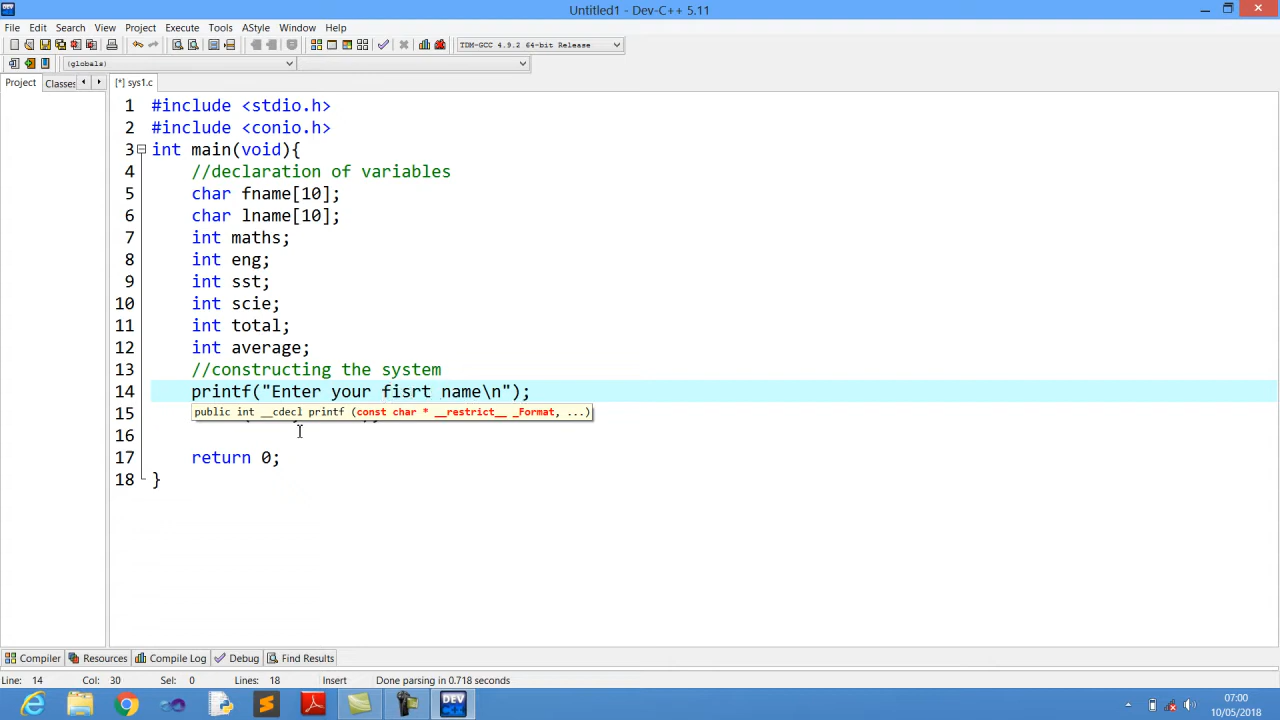 Untitled1 - Dev-C++ 5.11
File Edit Search View Project Execute Tools AStyle Window Help
TDM-GCC 4.9.2 64-bit Release
(globals)
Project Classes [*] sys1.c
1 #include <stdio.h>
2 #include <conio.h>
3 int main(void){
4 //declaration of variables
5 char fname[10];
6 char lname[10];
7 int maths;
8 int eng;
9 int sst;
10 int scie;
11 int total;
12 int average;
13 //constructing the system
14 printf("Enter your fisrt name\n");
public int __cdecl printf (const char * __restrict__ _Format, ...)
15
16
17 return 0;
18 }
Compiler Resources Compile Log Debug Find Results
Line: 14 Col: 30 Sel: 0 Lines: 18 Insert Done parsing in 0.718 seconds
DEV
07:00
10/05/2018